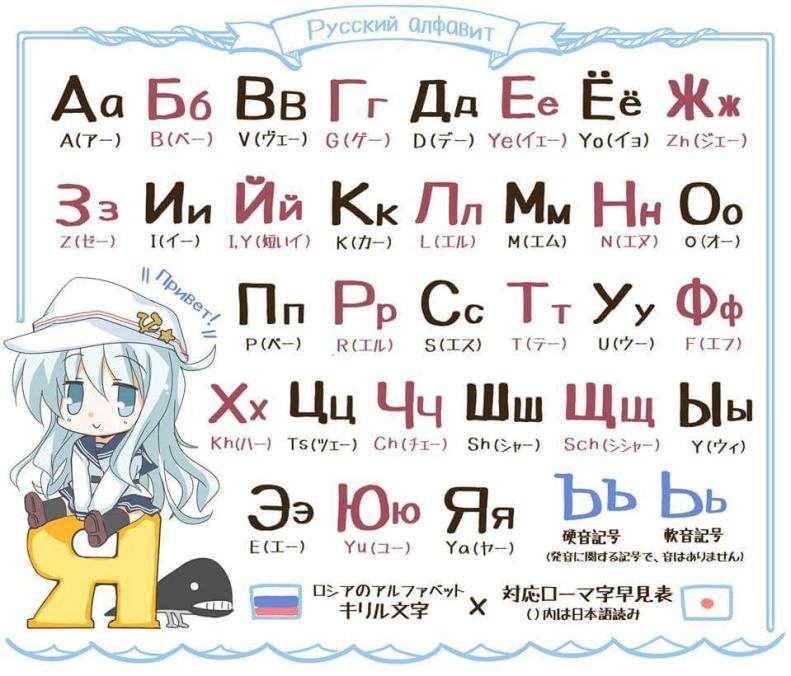 Русский алфавит
Аа Бб Вв Гг Дд Ее Ёё Жж
A(アー) B(ベー) V(ヴェー) G(ゲー) D(デー) Ye(イェー) Yo(イョ) Zh(ジェー)
Зз Ии Йй Кк Лл Мм Нн Оо
Z(ゼー) I(イー) I,Y(短いイ) K(カー) L(エル) M(エム) N(エヌ) O(オー)
Привет!
Пп Рр Сс Тт Уу Фф
P(ペー) R(エル) S(エス) T(テー) U(ウー) F(エフ)
Хх Цц Чч Шш Щщ Ыы
Kh(ハー) Ts(ツェー) Ch(チェー) Sh(シャー) Sch(シシャー) Y(ウィ)
Ээ Юю Яя Ъъ Ьь
E(エー) Yu(ユー) Ya(ヤー) 硬音記号 軟音記号
(発音に関する記号で、音はありません)
Я
ロシアのアルファベット
キリル文字 × 対応ローマ字早見表
()内は日本語読み